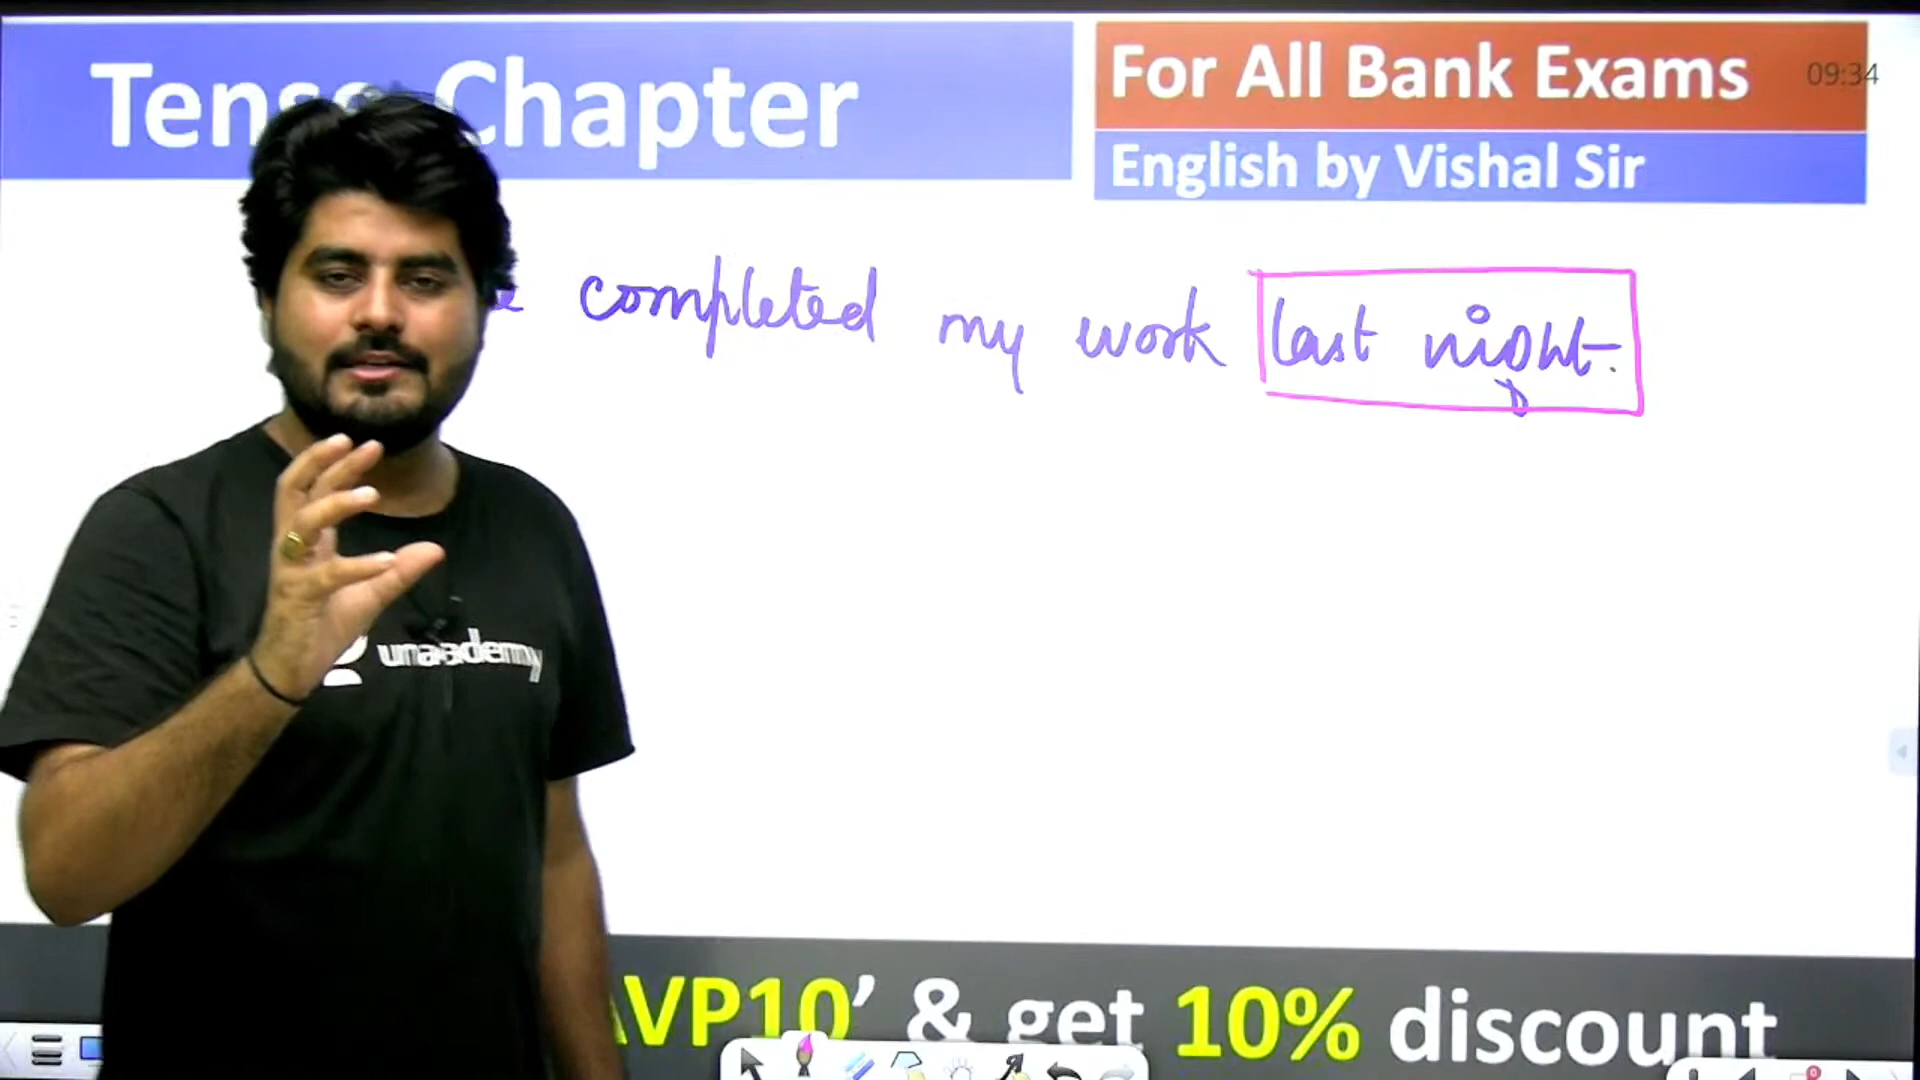 Tense Chapter
For All Bank Exams
09:34
English by Vishal Sir
completed my work last night.
unacademy
AVP10’ & get 10% discount